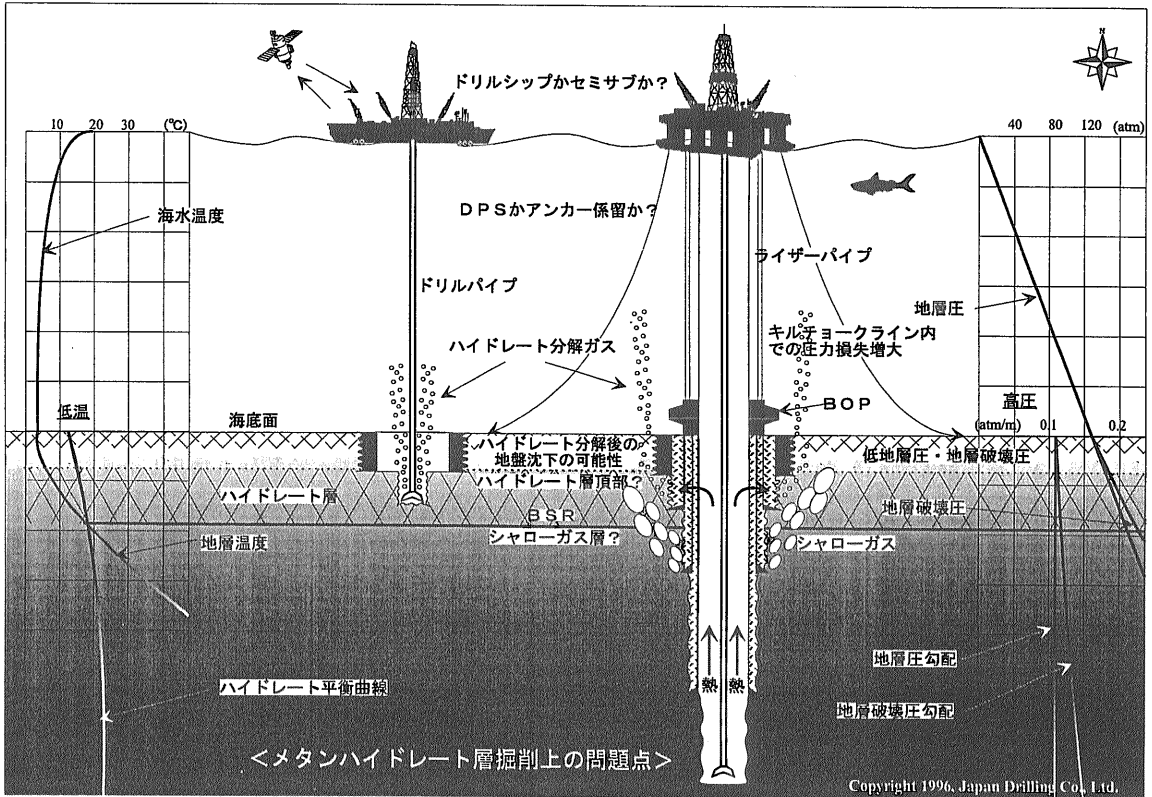 N
ドリルシップかセミサブか？
10 20 30 (℃)
40 80 120 (atm)
海水温度
DPSかアンカー係留か？
ライザーパイプ
ドリルパイプ
地層圧
ハイドレート分解ガス
キルチョークライン内
での圧力損失増大
低温
BOP
高圧
海底面
(atm/m) 0.1 0.2
ハイドレート分解後の
地盤沈下の可能性
低地層圧・地層破壊圧
ハイドレート層頂部？
ハイドレート層
地層破壊圧
BSR
シャローガス層？
シャローガス
地層温度
地層圧勾配
熱 熱
ハイドレート平衡曲線
地層破壊圧勾配
＜メタンハイドレート層掘削上の問題点＞
Copyright 1996, Japan Drilling Co., Ltd.